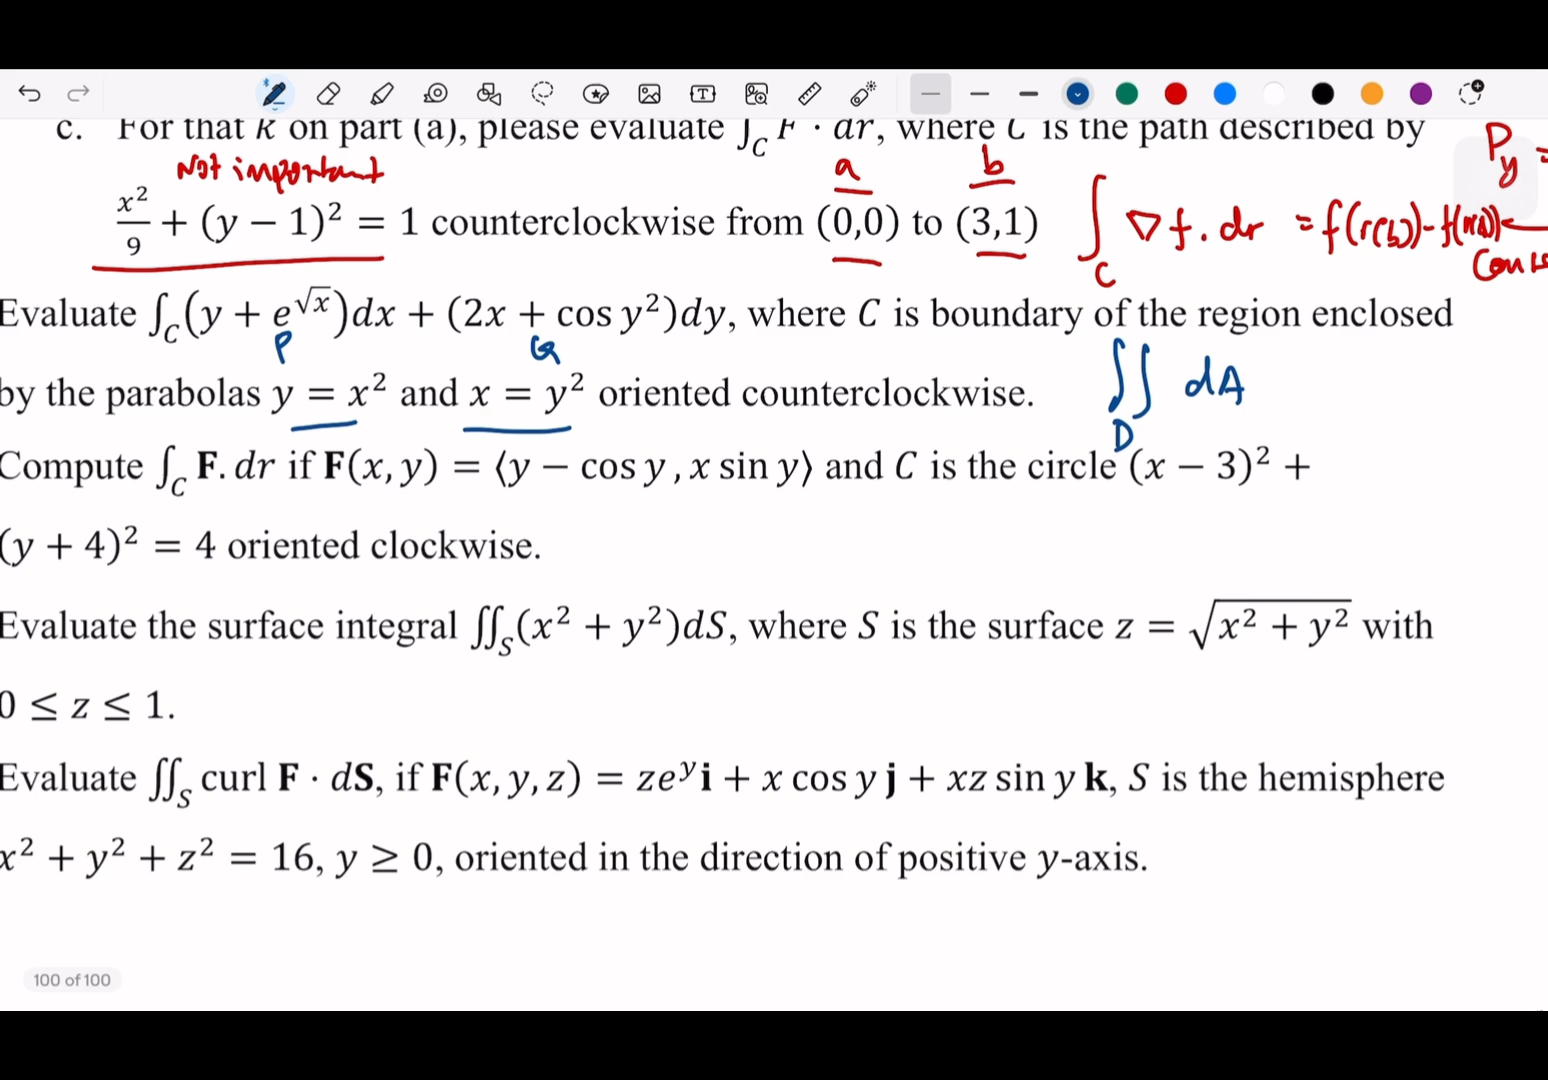 c. For that k on part (a), please evaluate ∫_C F · dr, where C is the path described by
P_y =
Not important
a
b
x²/9 + (y − 1)² = 1 counterclockwise from (0,0) to (3,1)
∫_C ∇f . dr = f(r(b)) - f(r(a))
Evaluate ∫_C (y + e^√x)dx + (2x + cos y²)dy, where C is boundary of the region enclosed
P
Q
by the parabolas y = x² and x = y² oriented counterclockwise.
∬_D dA
Compute ∫_C F. dr if F(x, y) = ⟨y − cos y , x sin y⟩ and C is the circle (x − 3)² +
(y + 4)² = 4 oriented clockwise.
Evaluate the surface integral ∬_S (x² + y²)dS, where S is the surface z = √(x² + y²) with
0 ≤ z ≤ 1.
Evaluate ∬_S curl F · dS, if F(x, y, z) = ze^y i + x cos y j + xz sin y k, S is the hemisphere
x² + y² + z² = 16, y ≥ 0, oriented in the direction of positive y-axis.
100 of 100